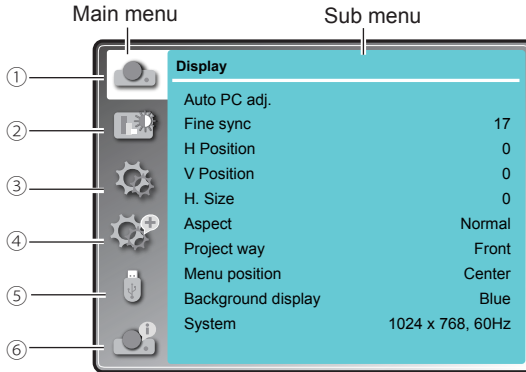 Main menu
Sub menu
①
②
③
④
⑤
⑥
Display
Auto PC adj.
Fine sync 17
H Position 0
V Position 0
H. Size 0
Aspect Normal
Project way Front
Menu position Center
Background display Blue
System 1024 x 768, 60Hz